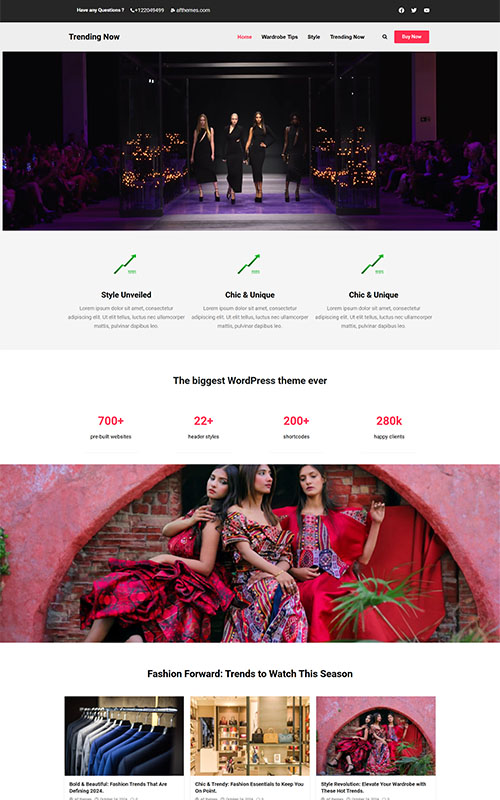 Have any Questions ? +122049499 afthemes.com
Trending Now
Home Wardrobe Tips Style Trending Now Buy Now
Style Unveiled
Lorem ipsum dolor sit amet, consectetur
adipiscing elit. Ut elit tellus, luctus nec ullamcorper
mattis, pulvinar dapibus leo.
Chic & Unique
Lorem ipsum dolor sit amet, consectetur
adipiscing elit. Ut elit tellus, luctus nec ullamcorper
mattis, pulvinar dapibus leo.
Chic & Unique
Lorem ipsum dolor sit amet, consectetur
adipiscing elit. Ut elit tellus, luctus nec ullamcorper
mattis, pulvinar dapibus leo.
The biggest WordPress theme ever
700+
pre-built websites
22+
header styles
200+
shortcodes
280k
happy clients
Fashion Forward: Trends to Watch This Season
Bold & Beautiful: Fashion Trends That Are
Defining 2024.
Chic & Trendy: Fashion Essentials to Keep You
On Point.
Style Revolution: Elevate Your Wardrobe with
These Hot Trends.